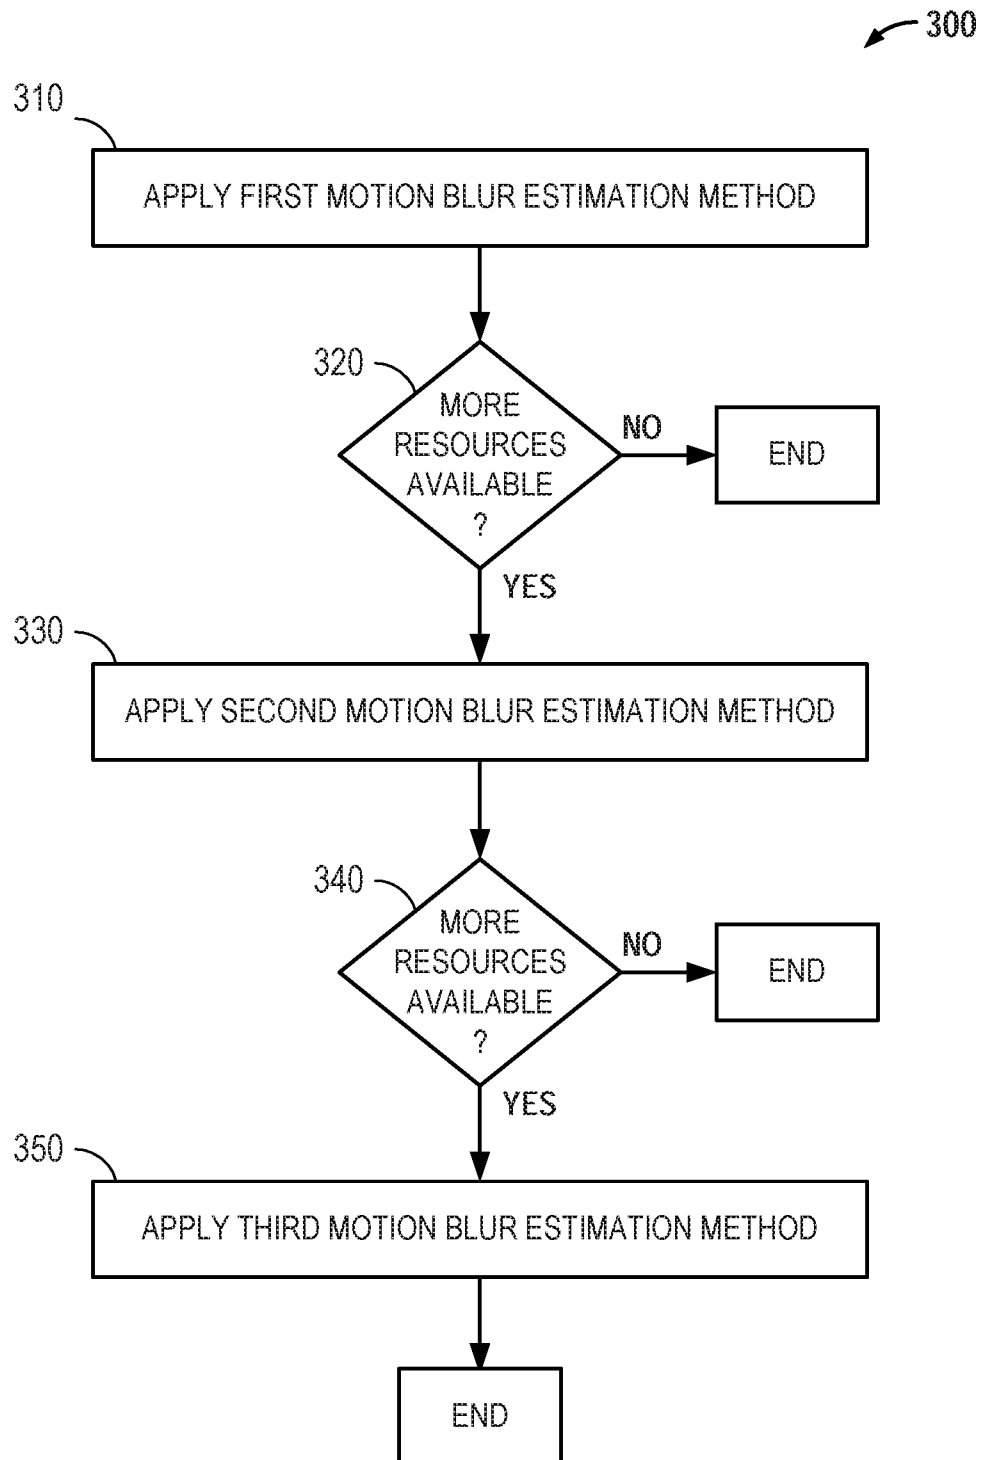 300
310
APPLY FIRST MOTION BLUR ESTIMATION METHOD
320
MORE
RESOURCES
AVAILABLE
?
NO
END
YES
330
APPLY SECOND MOTION BLUR ESTIMATION METHOD
340
MORE
RESOURCES
AVAILABLE
?
NO
END
YES
350
APPLY THIRD MOTION BLUR ESTIMATION METHOD
END